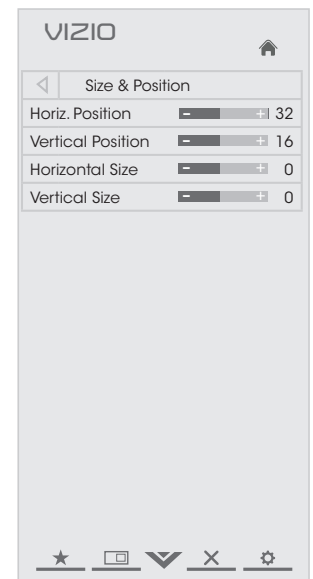 VIZIO
Size & Position
Horiz. Position - + 32
Vertical Position - + 16
Horizontal Size - + 0
Vertical Size - + 0